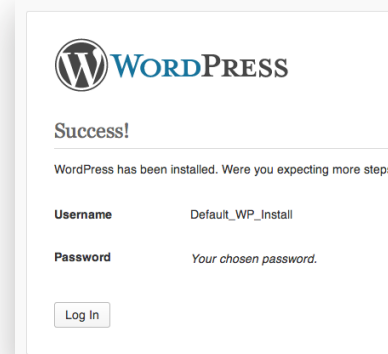 WORDPRESS
Success!
WordPress has been installed. Were you expecting more steps
Username Default_WP_Install
Password Your chosen password.
Log In